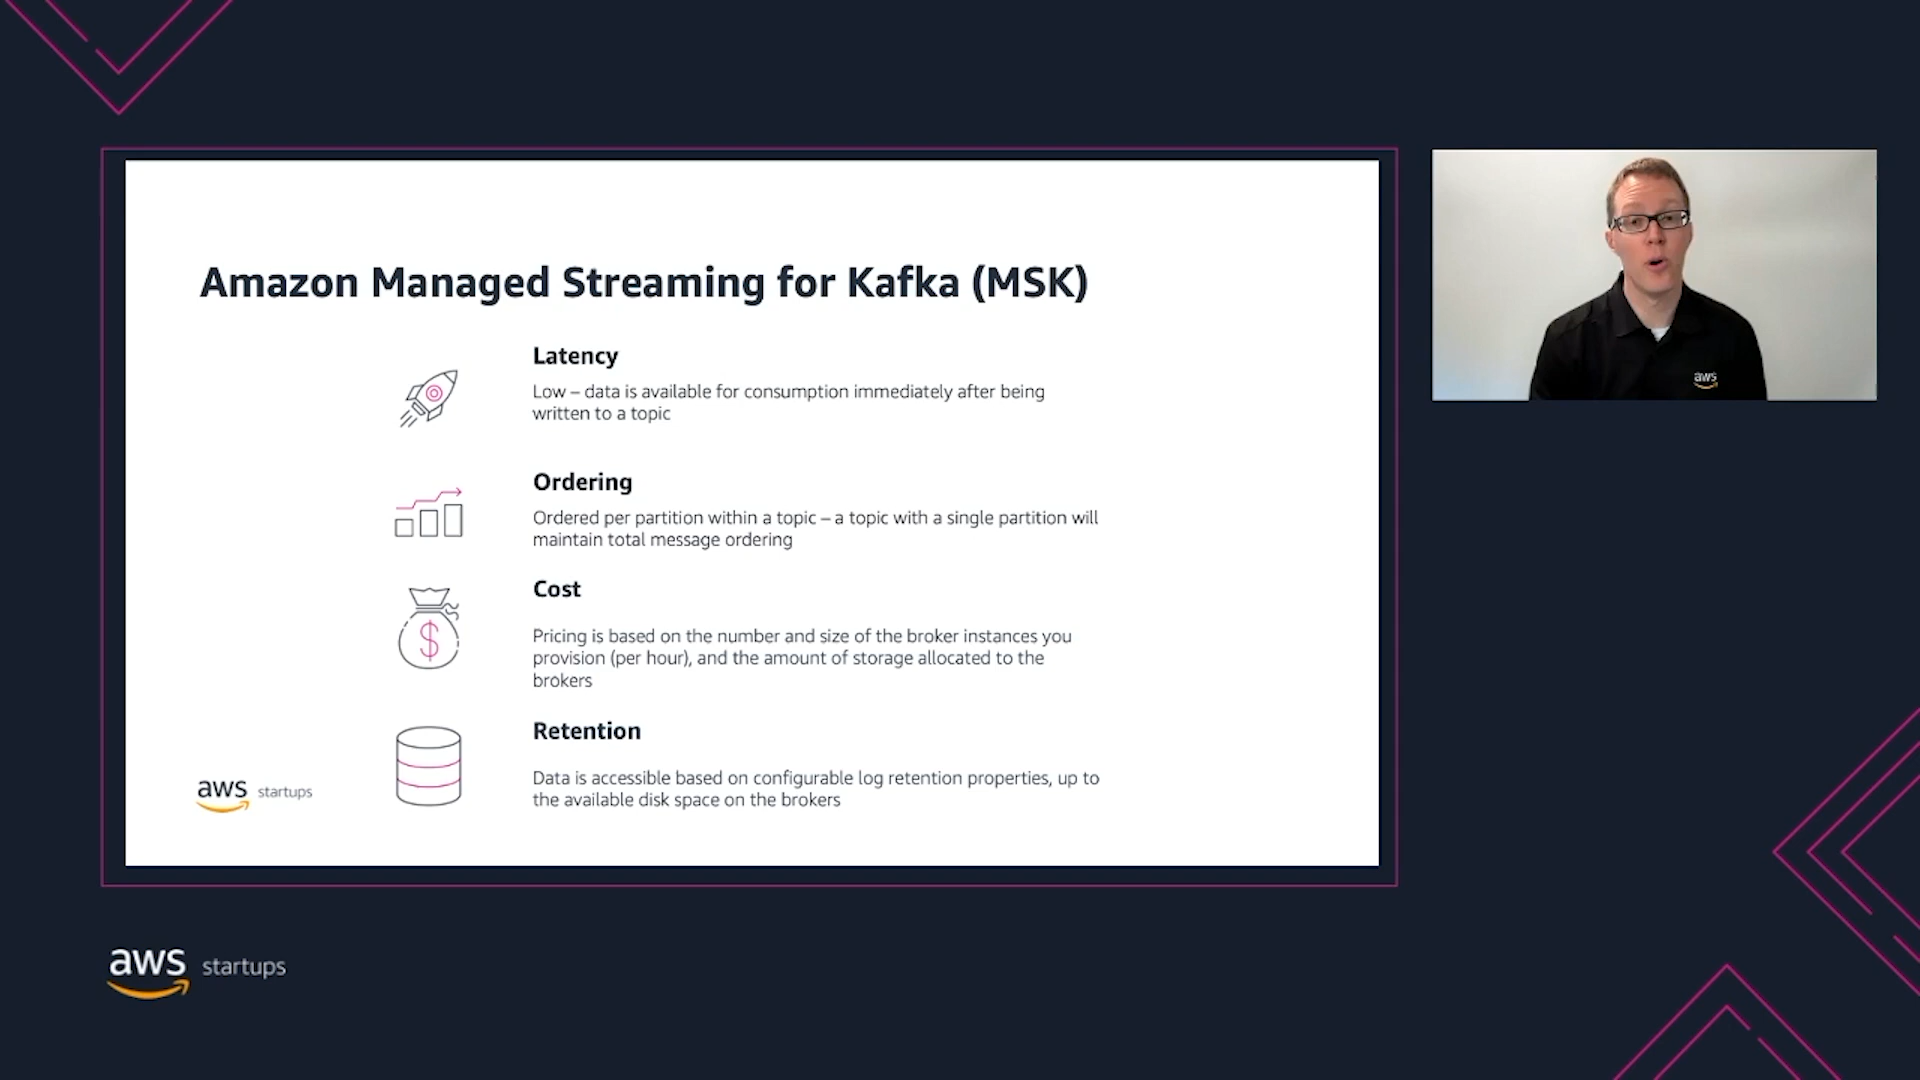 Amazon Managed Streaming for Kafka (MSK)
Latency
Low – data is available for consumption immediately after being
written to a topic
Ordering
Ordered per partition within a topic – a topic with a single partition will
maintain total message ordering
Cost
$
Pricing is based on the number and size of the broker instances you
provision (per hour), and the amount of storage allocated to the
brokers
Retention
Data is accessible based on configurable log retention properties, up to
the available disk space on the brokers
aws startups
aws
aws startups